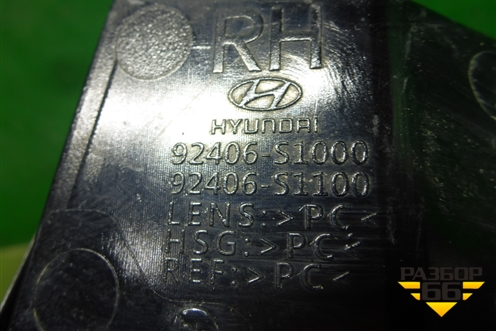 -RH
HYUNDAI
92406-S1000
92406-S1100
LENS:>PC<
HSG:>PC<
REF:>PC<
РАЗБОР
66